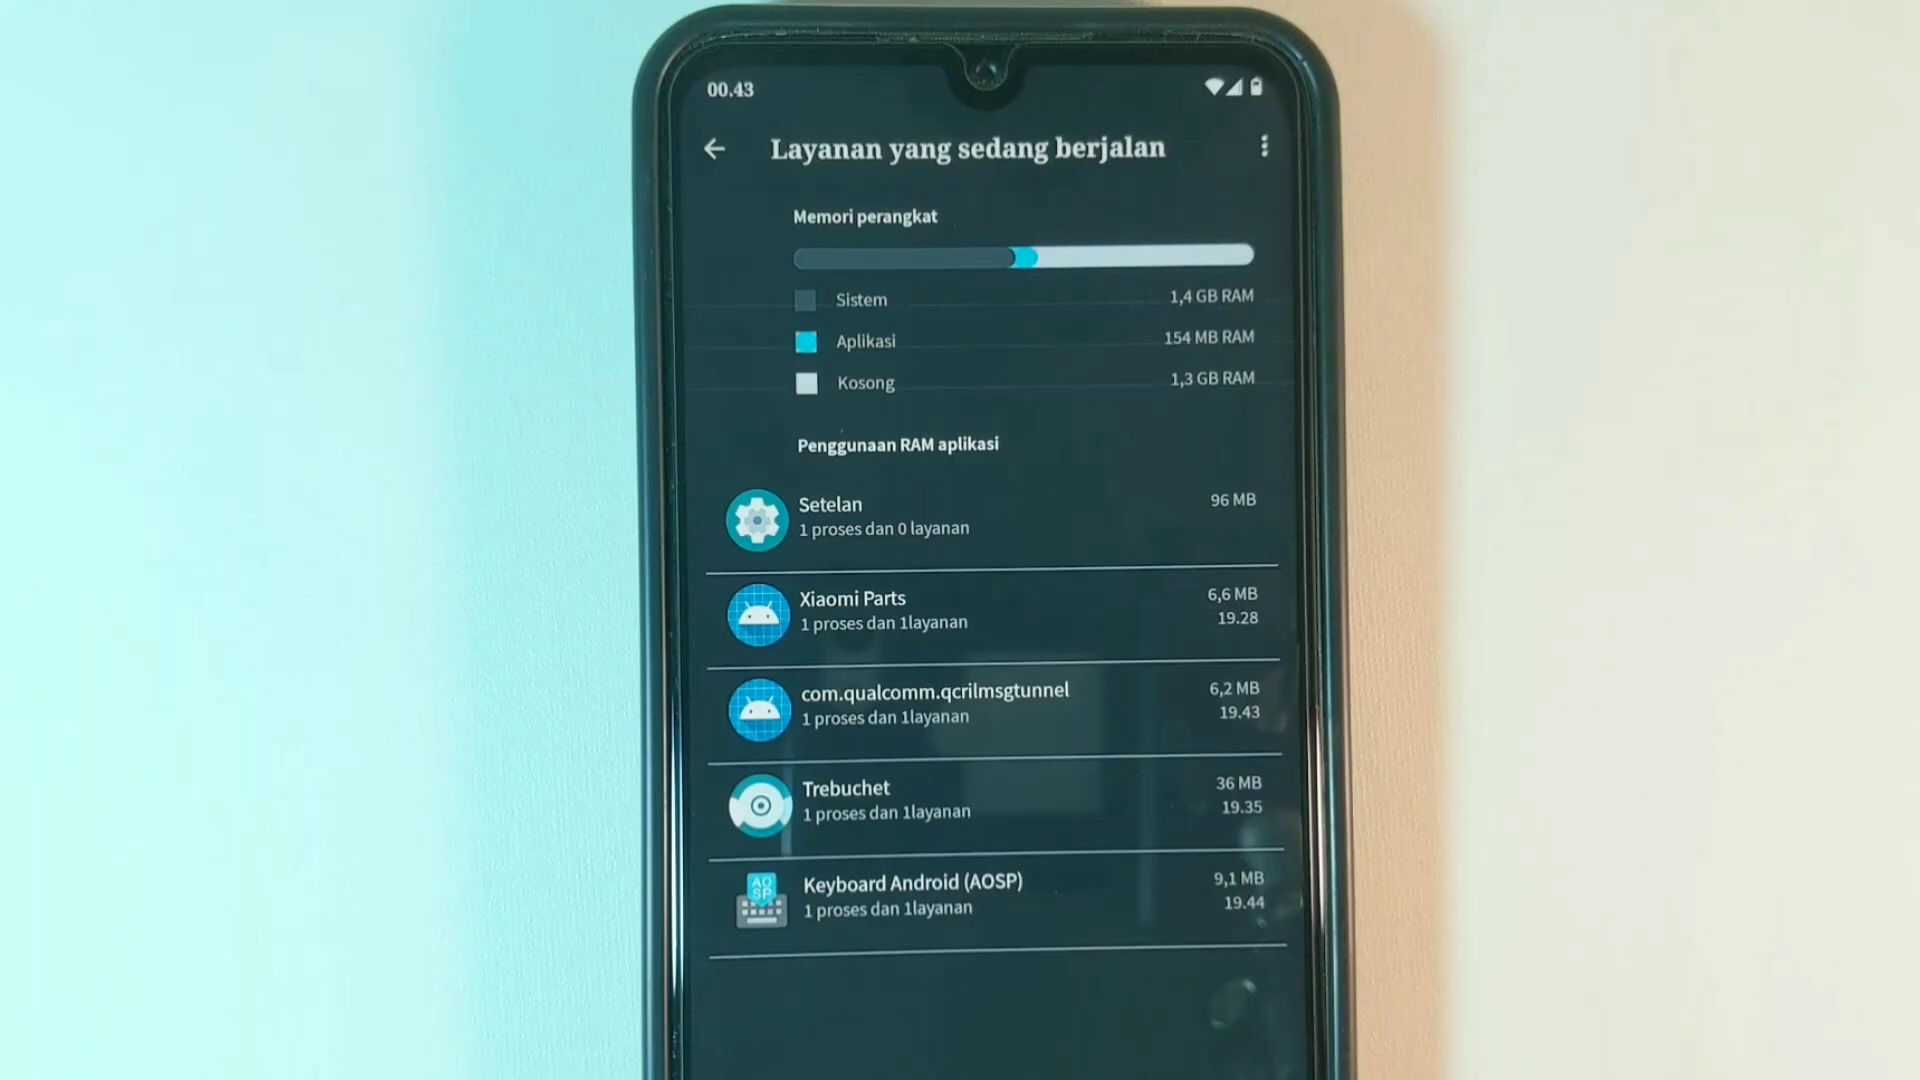 00.43
Layanan yang sedang berjalan
Memori perangkat
Sistem 1,4 GB RAM
Aplikasi 154 MB RAM
Kosong 1,3 GB RAM
Penggunaan RAM aplikasi
Setelan 96 MB
1 proses dan 0 layanan
Xiaomi Parts 6,6 MB
1 proses dan 1layanan 19.28
com.qualcomm.qcrilmsgtunnel 6,2 MB
1 proses dan 1layanan 19.43
Trebuchet 36 MB
1 proses dan 1layanan 19.35
AO
SP
Keyboard Android (AOSP) 9,1 MB
1 proses dan 1layanan 19.44